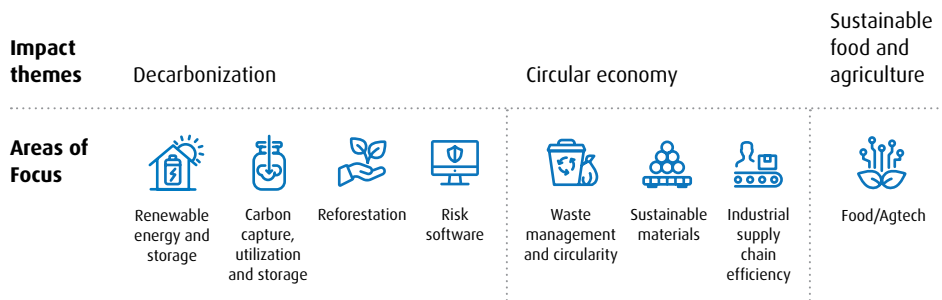 Impact
themes
Decarbonization
Circular economy
Sustainable
food and
agriculture
Areas of
Focus
Renewable
energy and
storage
Carbon
capture,
utilization
and storage
Reforestation
Risk
software
Waste
management
and circularity
Sustainable
materials
Industrial
supply
chain
efficiency
Food/Agtech